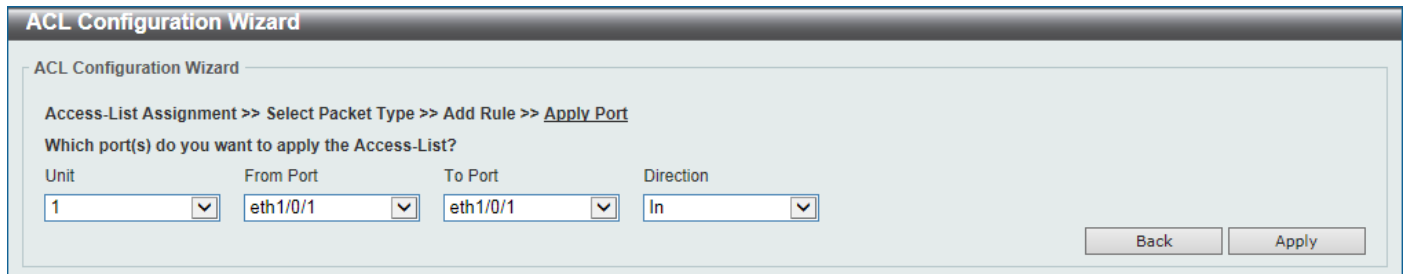 ACL Configuration Wizard
ACL Configuration Wizard
Access-List Assignment >> Select Packet Type >> Add Rule >> Apply Port
Which port(s) do you want to apply the Access-List?
Unit From Port To Port Direction
1 eth1/0/1 eth1/0/1 In
Back Apply